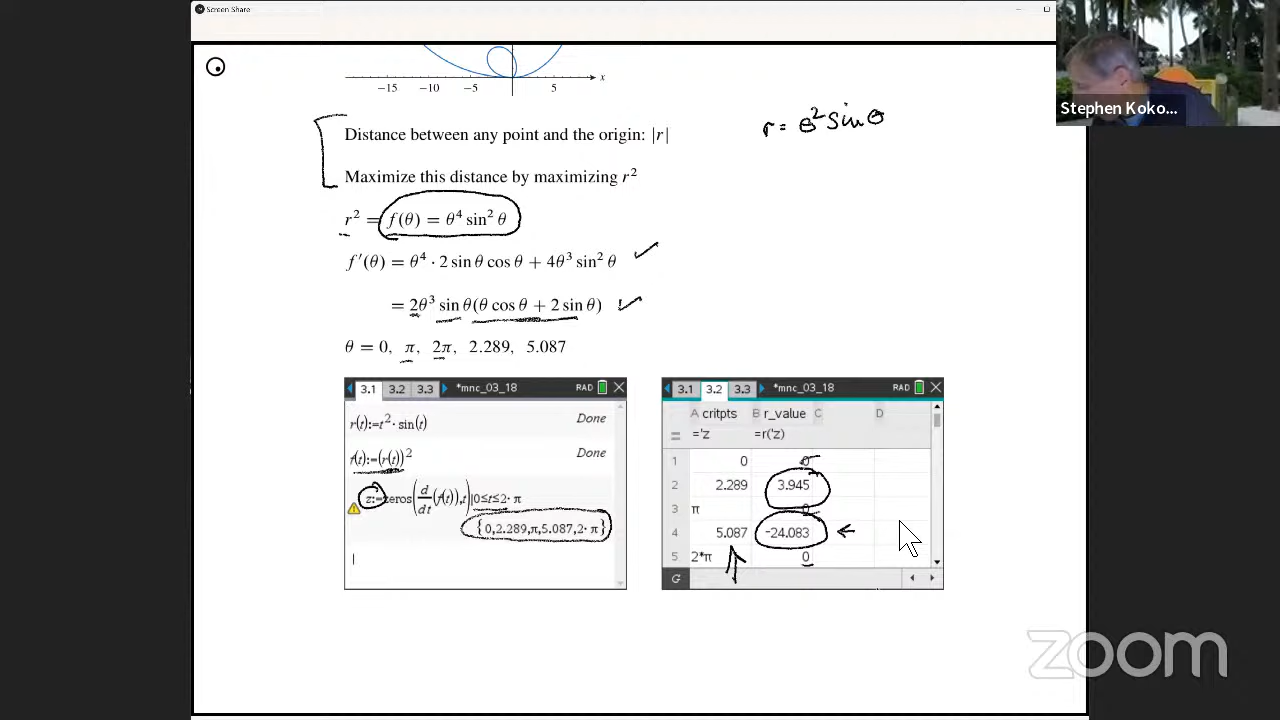 Screen Share
Stephen Koko...
x
−15 −10 −5 5
Distance between any point and the origin: |r|
r = θ² sin θ
Maximize this distance by maximizing r²
r² = f(θ) = θ⁴ sin² θ
f′(θ) = θ⁴ · 2 sin θ cos θ + 4θ³ sin² θ
= 2θ³ sin θ(θ cos θ + 2 sin θ)
θ = 0, π, 2π, 2.289, 5.087
3.1 3.2 3.3 *mnc_03_18 RAD
r(t):=t²· sin(t) Done
f(t):=(r(t))² Done
z:=zeros(d/dt(f(t)),t)|0≤t≤2· π
{0,2.289,π,5.087,2· π}
3.1 3.2 3.3 *mnc_03_18 RAD
A critpts B r_value C D
= ='z =r('z)
1 0 0
2 2.289 3.945
3 π 0
4 5.087 -24.083
5 2*π 0
zoom